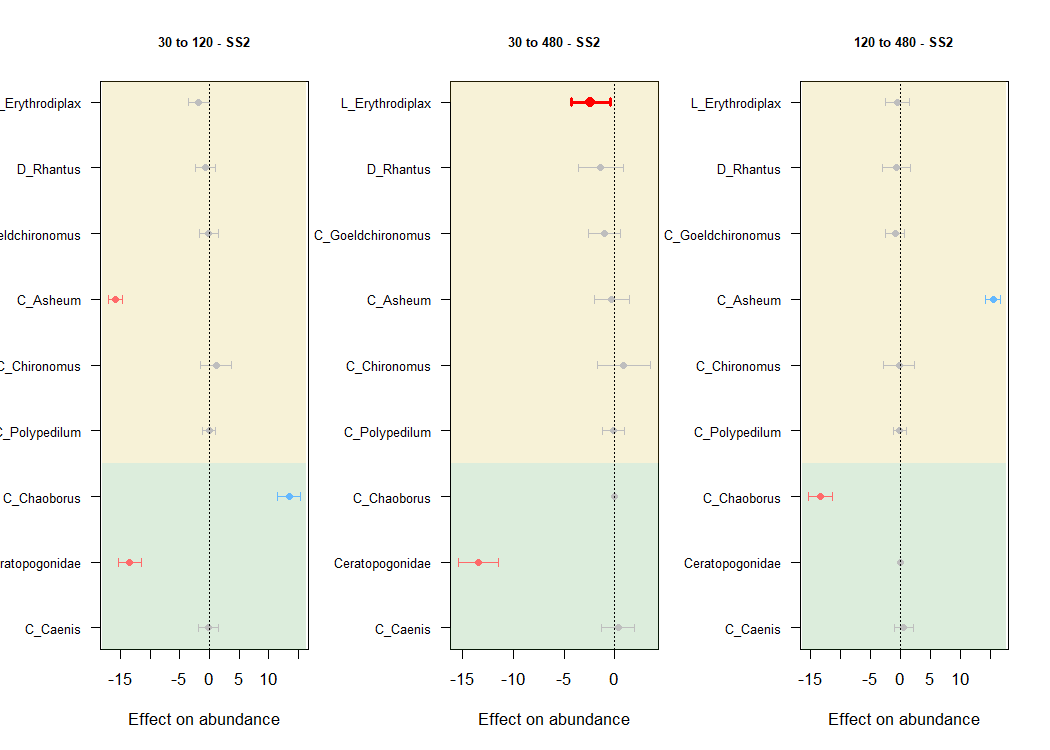 30 to 120 - SS2
_Erythrodiplax
D_Rhantus
eldchironomus
C_Asheum
C_Chironomus
C_Polypedilum
C_Chaoborus
ratopogonidae
C_Caenis
-15 -5 0 5 10
Effect on abundance
30 to 480 - SS2
L_Erythrodiplax
D_Rhantus
C_Goeldchironomus
C_Asheum
C_Chironomus
C_Polypedilum
C_Chaoborus
Ceratopogonidae
C_Caenis
-15 -10 -5 0
Effect on abundance
120 to 480 - SS2
L_Erythrodiplax
D_Rhantus
C_Goeldchironomus
C_Asheum
C_Chironomus
C_Polypedilum
C_Chaoborus
Ceratopogonidae
C_Caenis
-15 -5 0 5 10
Effect on abundance